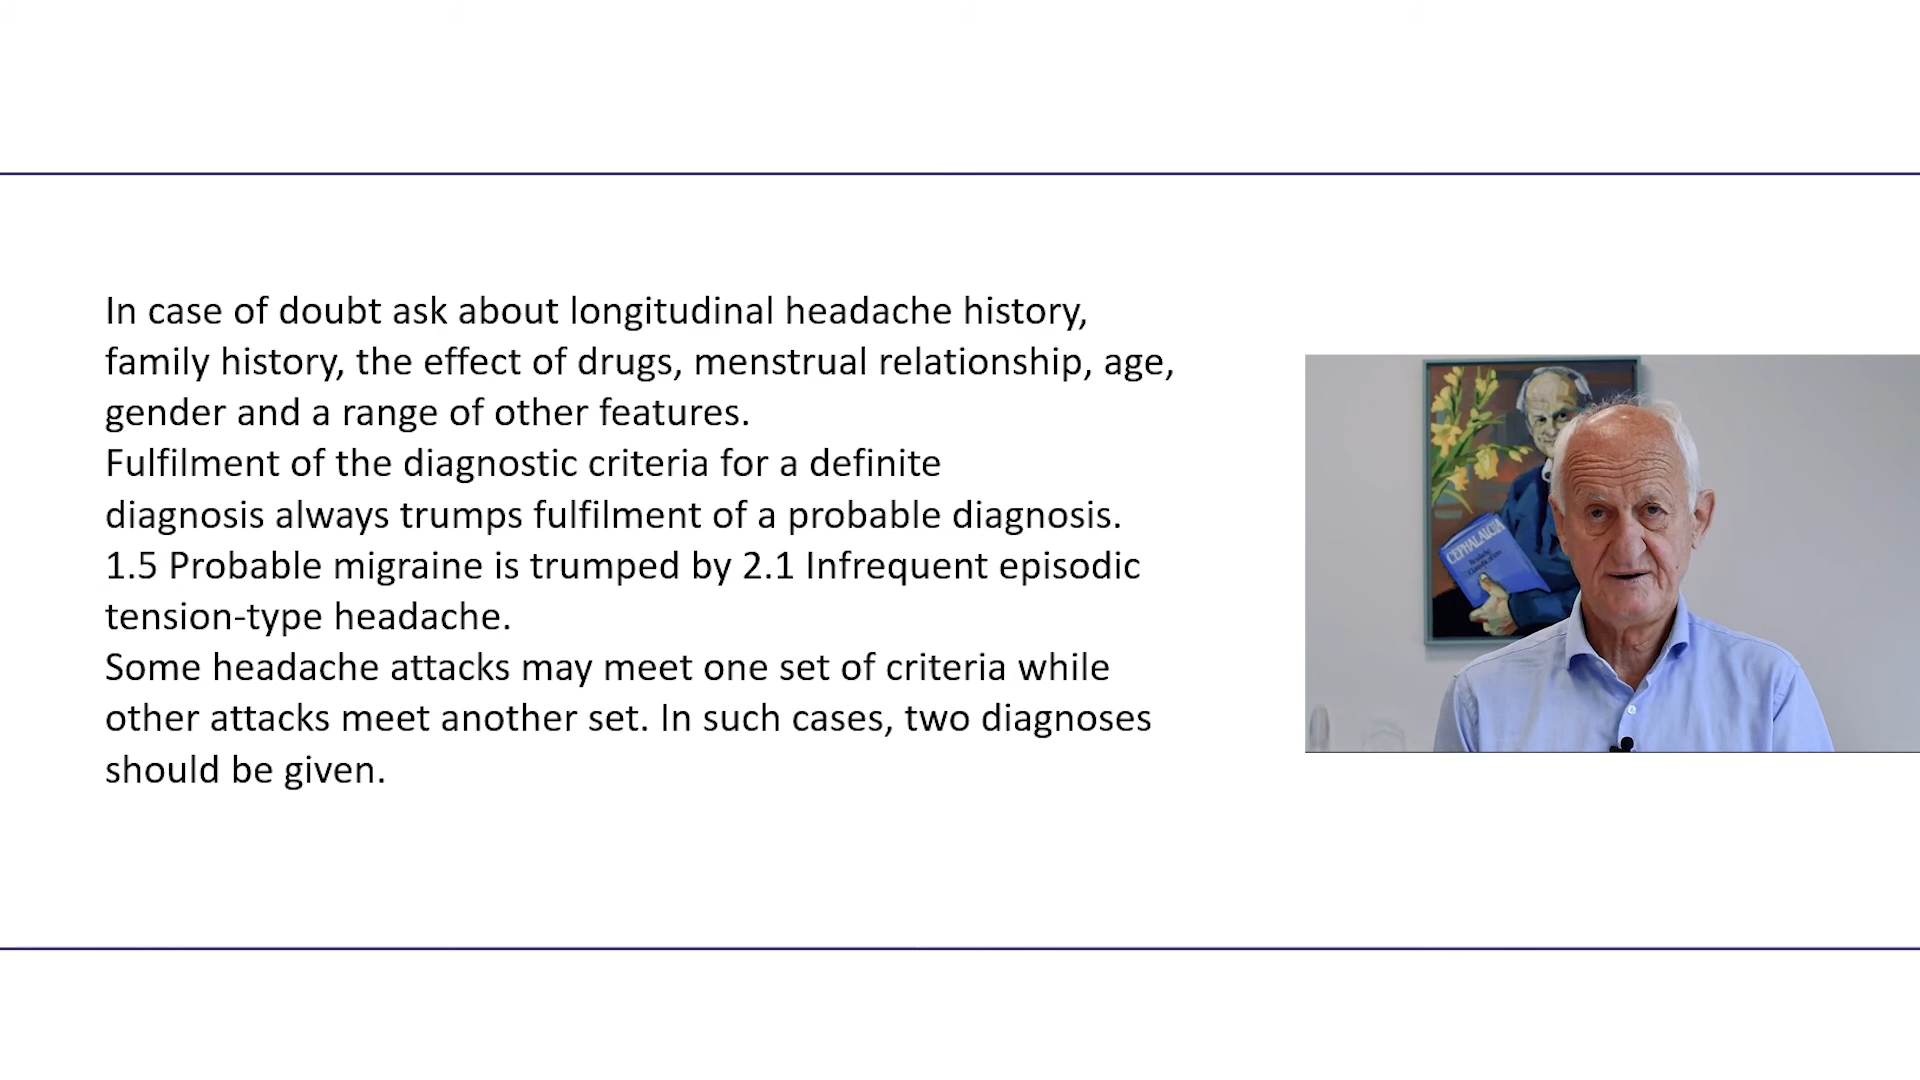 In case of doubt ask about longitudinal headache history,
family history, the effect of drugs, menstrual relationship, age,
gender and a range of other features.
Fulfilment of the diagnostic criteria for a definite
diagnosis always trumps fulfilment of a probable diagnosis.
1.5 Probable migraine is trumped by 2.1 Infrequent episodic
tension-type headache.
Some headache attacks may meet one set of criteria while
other attacks meet another set. In such cases, two diagnoses
should be given.
CEPHALALGIA
Headache
Classification